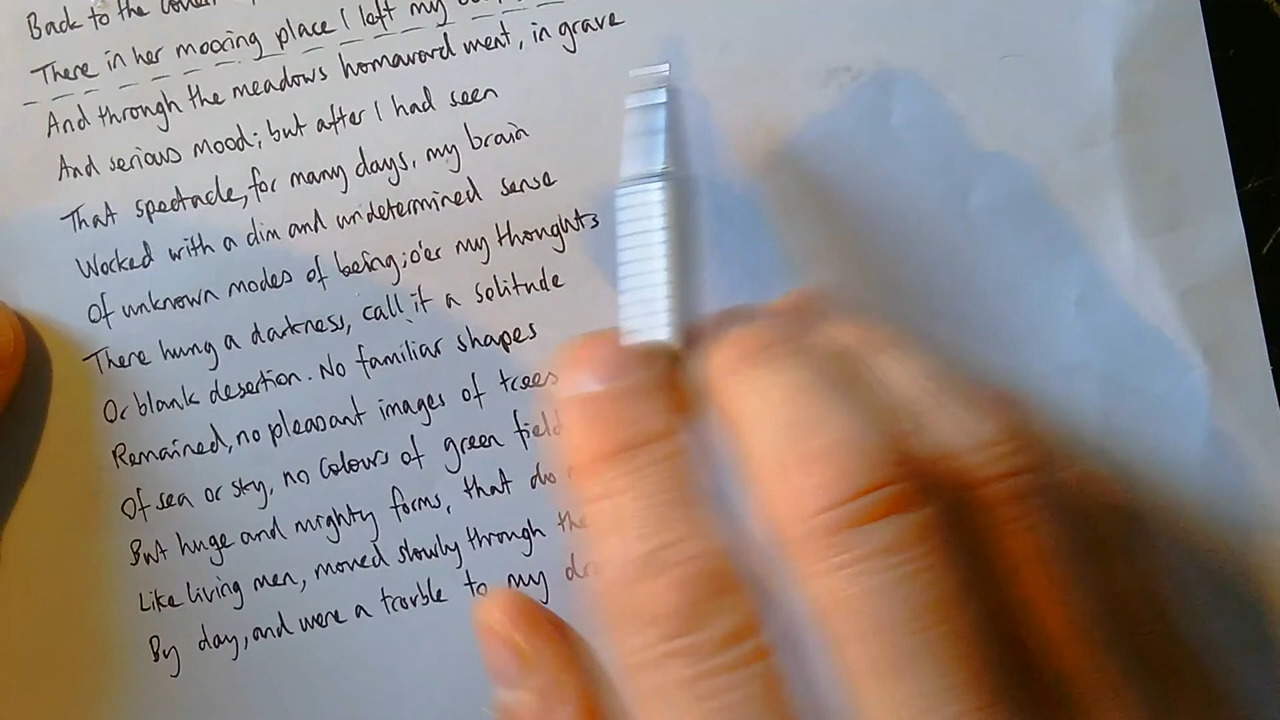 Back to the
There in her mooring place I left my
And through the meadows homeward went, in grave
And serious mood; but after I had seen
That spectacle, for many days, my brain
Worked with a dim and undetermined sense
Of unknown modes of being; o'er my thoughts
There hung a darkness, call it a solitude
Or blank desertion. No familiar shapes
Remained, no pleasant images of trees
Of sea or sky, no colours of green field
But huge and mighty forms, that do
Like living men, moved slowly through the
By day, and were a trouble to my